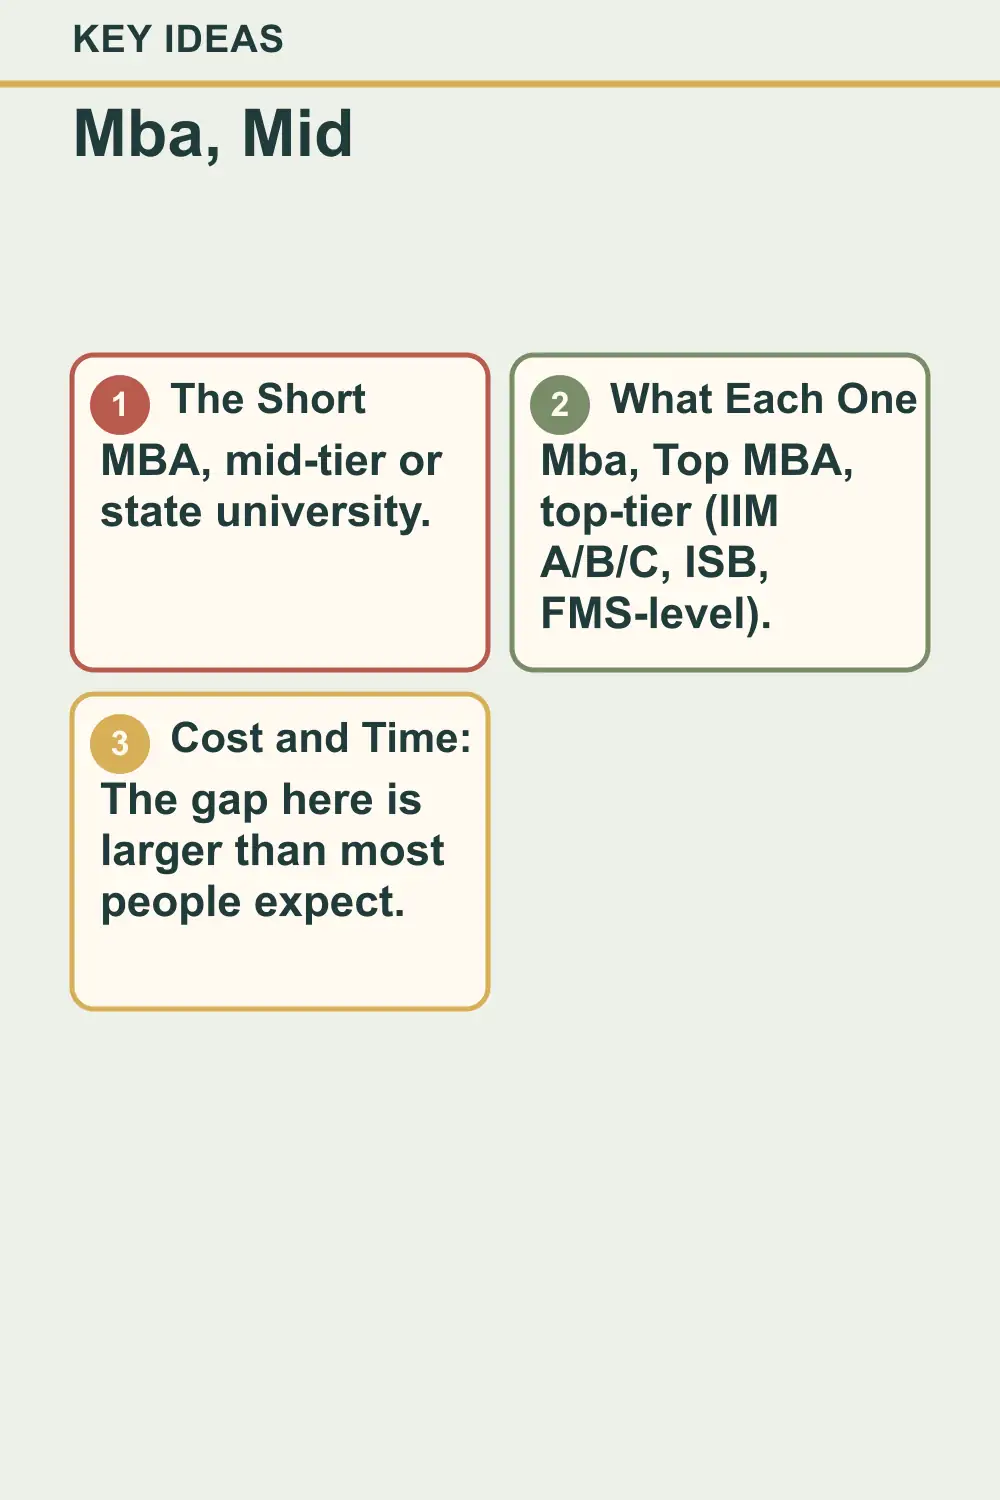 KEY IDEAS
Mba, Mid
1 The Short
MBA, mid-tier or
state university.
2 What Each One
Mba, Top MBA,
top-tier (IIM
A/B/C, ISB,
FMS-level).
3 Cost and Time:
The gap here is
larger than most
people expect.